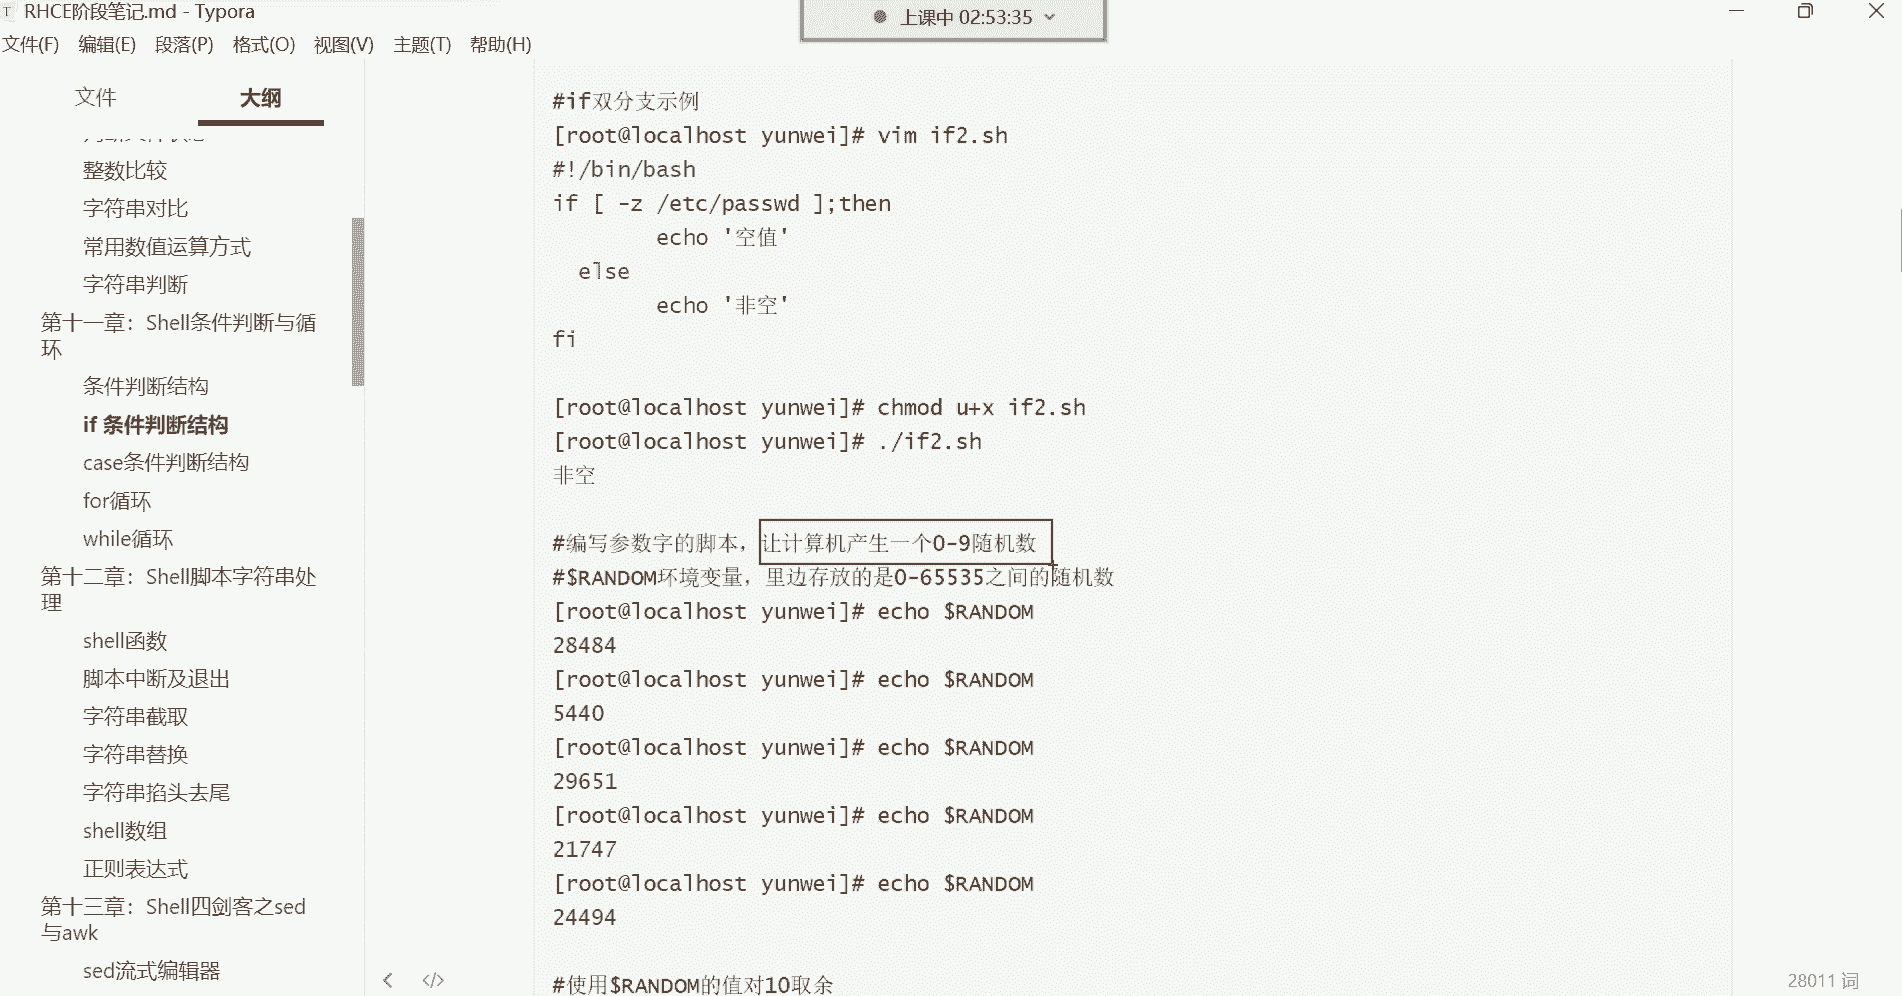 RHCE阶段笔记.md - Typora
上课中 02:53:35
文件(F) 编辑(E) 段落(P) 格式(O) 视图(V) 主题(T) 帮助(H)
文件 大纲
整数比较
字符串对比
常用数值运算方式
字符串判断
第十一章：Shell条件判断与循
环
条件判断结构
if 条件判断结构
case条件判断结构
for循环
while循环
第十二章：Shell脚本字符串处
理
shell函数
脚本中断及退出
字符串截取
字符串替换
字符串掐头去尾
shell数组
正则表达式
第十三章：Shell四剑客之sed
与awk
sed流式编辑器
#if双分支示例
[root@localhost yunwei]# vim if2.sh
#!/bin/bash
if [ -z /etc/passwd ];then
echo '空值'
else
echo '非空'
fi
[root@localhost yunwei]# chmod u+x if2.sh
[root@localhost yunwei]# ./if2.sh
非空
#编写参数字的脚本，让计算机产生一个0-9随机数
#$RANDOM环境变量，里边存放的是0-65535之间的随机数
[root@localhost yunwei]# echo $RANDOM
28484
[root@localhost yunwei]# echo $RANDOM
5440
[root@localhost yunwei]# echo $RANDOM
29651
[root@localhost yunwei]# echo $RANDOM
21747
[root@localhost yunwei]# echo $RANDOM
24494
#使用$RANDOM的值对10取余
28011 词